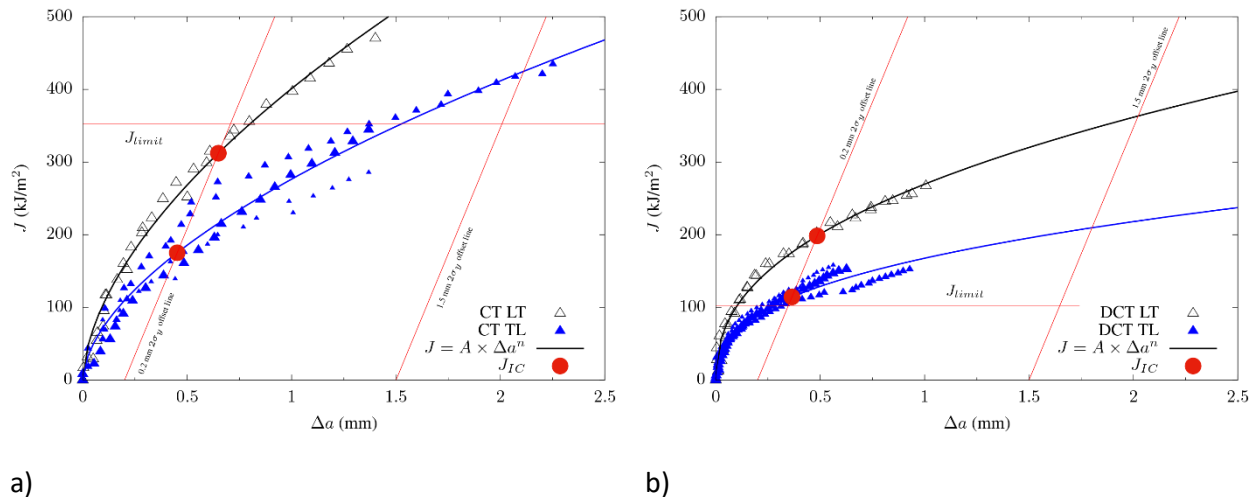 500
400
300
200
100
0
J (kJ/m²)
0 0.5 1 1.5 2 2.5
Δa (mm)
J_limit
0.2 mm 2σ_y offset line
1.5 mm 2σ_y offset line
CT LT
CT TL
J = A × Δaⁿ
J_IC
a)
500
400
300
200
100
0
J (kJ/m²)
0 0.5 1 1.5 2 2.5
Δa (mm)
0.2 mm 2σ_y offset line
1.5 mm 2σ_y offset line
J_limit
DCT LT
DCT TL
J = A × Δaⁿ
J_IC
b)